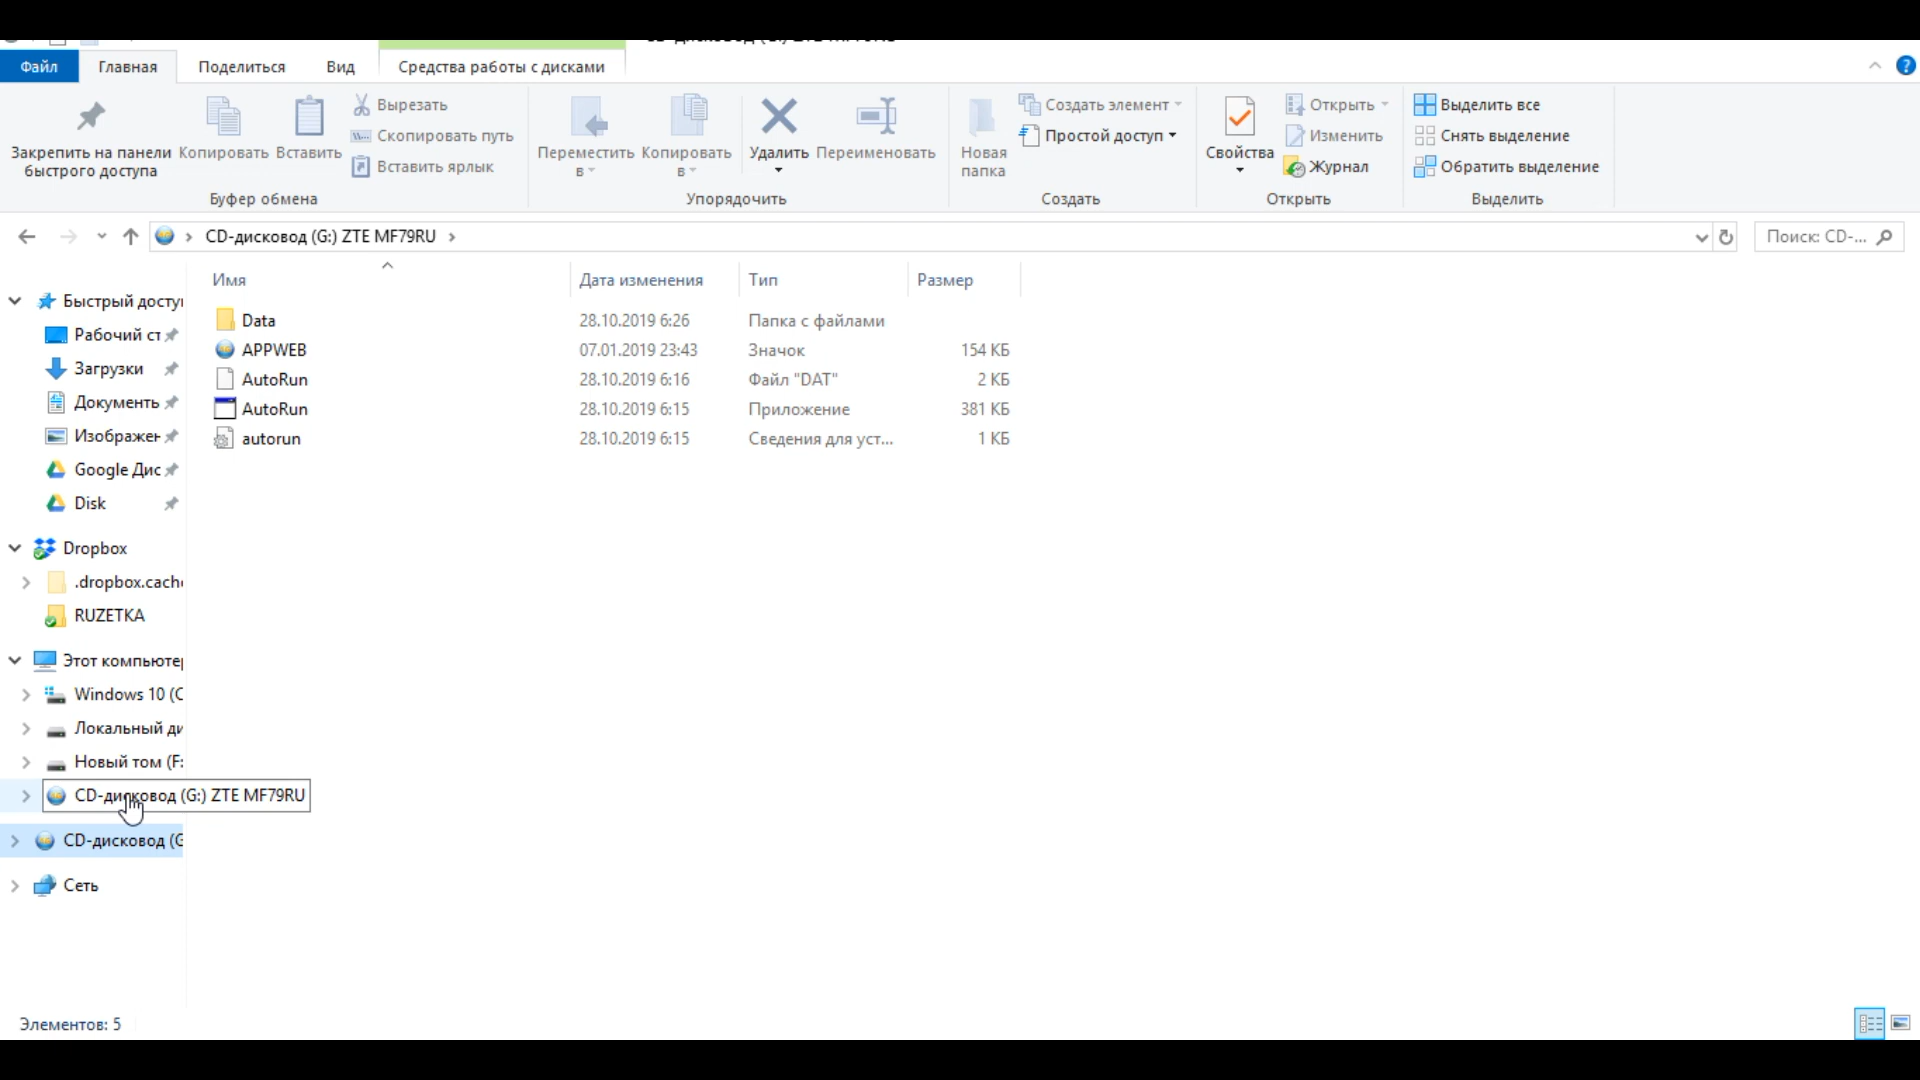 Файл Главная Поделиться Вид Средства работы с дисками
Закрепить на панели быстрого доступа
Копировать
Вставить
Вырезать
Скопировать путь
Вставить ярлык
Буфер обмена
Переместить в
Копировать в
Удалить
Переименовать
Упорядочить
Новая папка
Создать элемент
Простой доступ
Создать
Свойства
Открыть
Изменить
Журнал
Открыть
Выделить все
Снять выделение
Обратить выделение
Выделить
CD-дисковод (G:) ZTE MF79RU
Поиск: CD-...
Имя Дата изменения Тип Размер
Data 28.10.2019 6:26 Папка с файлами
APPWEB 07.01.2019 23:43 Значок 154 КБ
AutoRun 28.10.2019 6:16 Файл "DAT" 2 КБ
AutoRun 28.10.2019 6:15 Приложение 381 КБ
autorun 28.10.2019 6:15 Сведения для уст... 1 КБ
Быстрый доступ
Рабочий ст
Загрузки
Документы
Изображен
Google Дис
Disk
Dropbox
.dropbox.cache
RUZETKA
Этот компьютер
Windows 10 (C
Локальный ди
Новый том (F:
CD-дисковод (G:) ZTE MF79RU
CD-дисковод (G
Сеть
Элементов: 5